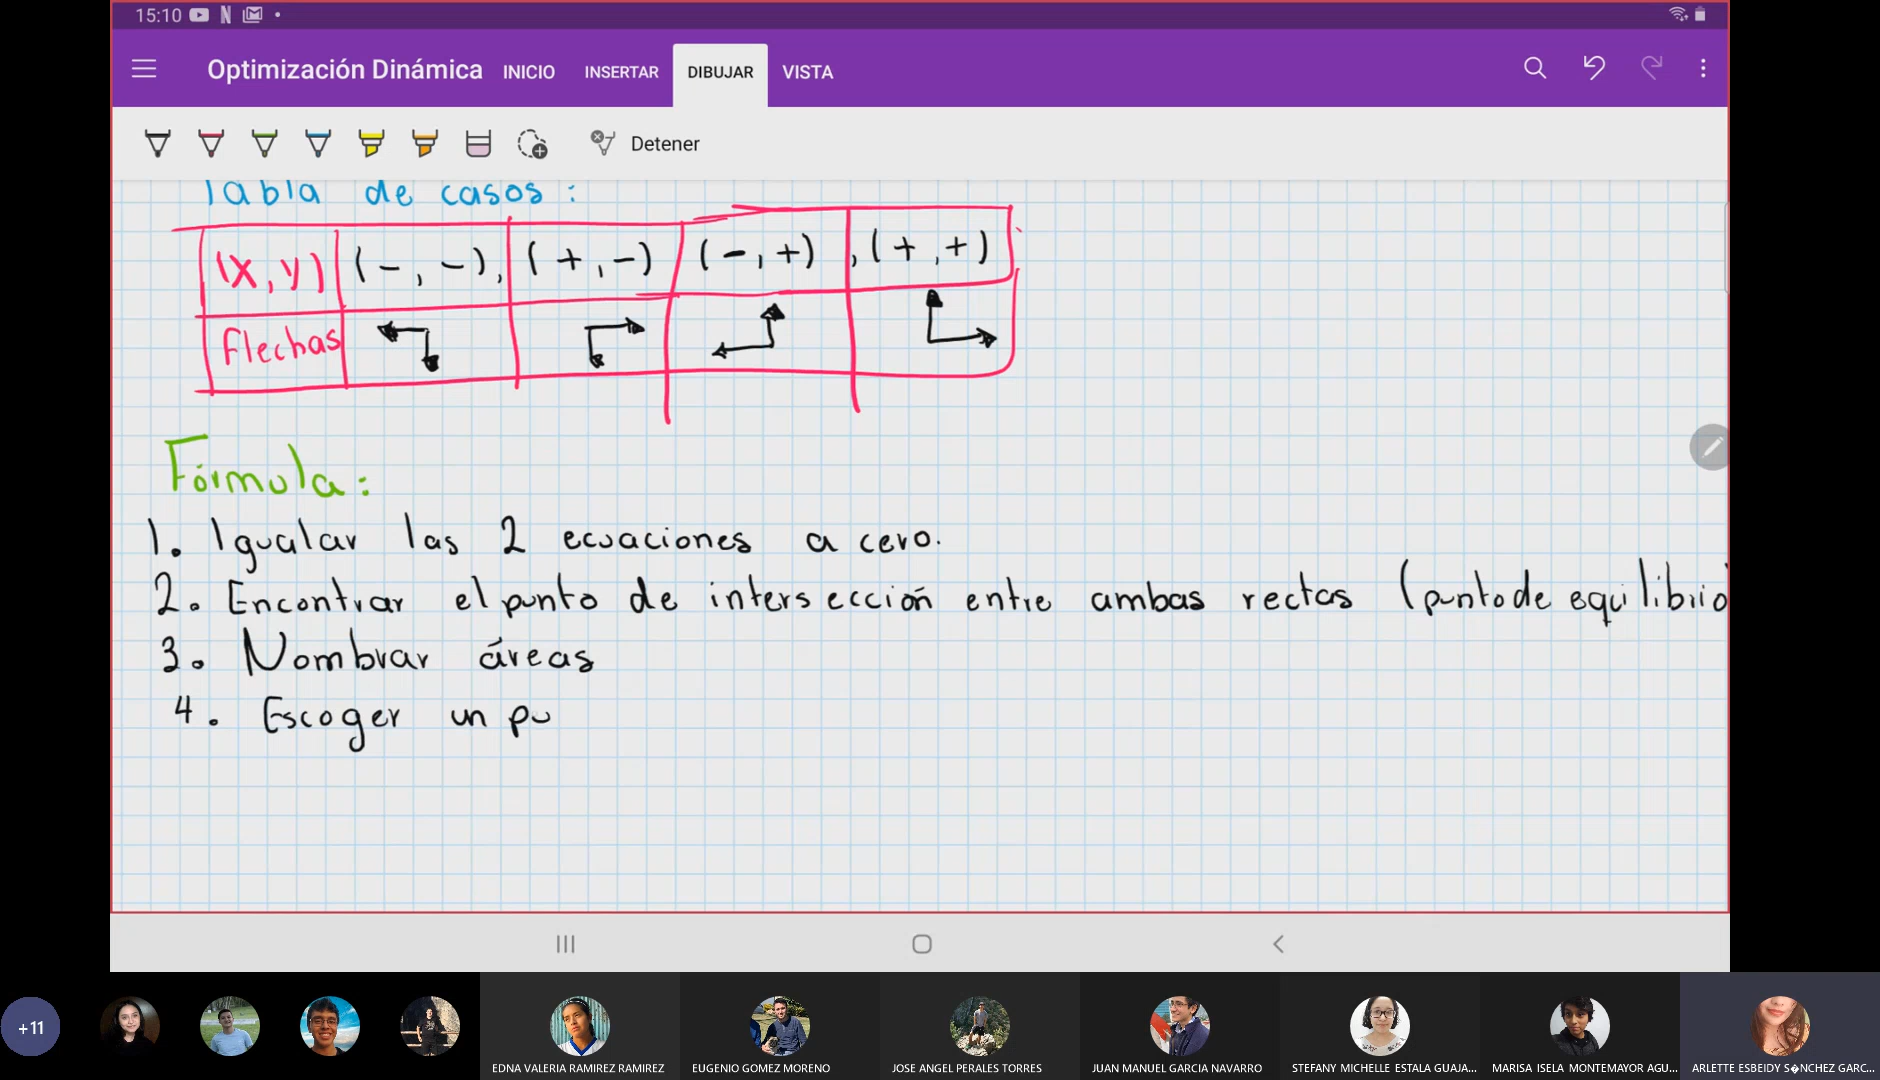 15:10
Optimización Dinámica INICIO INSERTAR DIBUJAR VISTA
Detener
Tabla de casos:
(x,y) (-,-), (+,-) (-,+) ,(+,+)
Flechas
Fórmula:
1. Igualar las 2 ecuaciones a cero.
2. Encontrar el punto de intersección entre ambas rectas (punto de equilibrio
3. Nombrar áreas
4. Escoger un pu
+11
EDNA VALERIA RAMIREZ RAMIREZ
EUGENIO GOMEZ MORENO
JOSE ANGEL PERALES TORRES
JUAN MANUEL GARCIA NAVARRO
STEFANY MICHELLE ESTALA GUAJA...
MARISA ISELA MONTEMAYOR AGU...
ARLETTE ESBEIDY S�NCHEZ GARC...